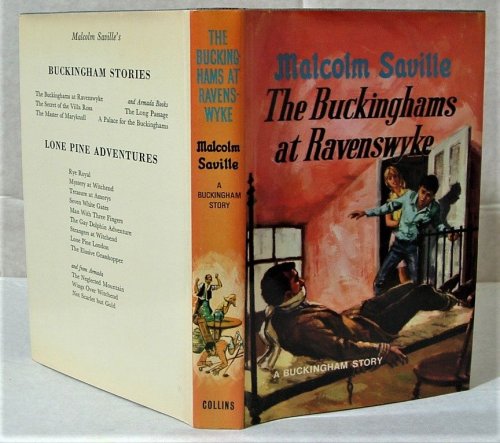 Malcolm Saville's
BUCKINGHAM STORIES
The Buckinghams at Ravenswyke
The Secret of the Villa Rosa
The Master of Maryknoll
and Armada Books
The Long Passage
A Palace for the Buckinghams
LONE PINE ADVENTURES
Rye Royal
Mystery at Witchend
Treasure at Amorys
Seven White Gates
Man With Three Fingers
The Gay Dolphin Adventure
Strangers at Witchend
Lone Pine London
The Elusive Grasshopper
and from Armada
The Neglected Mountain
Wings Over Witchend
Not Scarlet but Gold
THE
BUCKING
HAMS AT
RAVENS-
WYKE
Malcolm
Saville
A
BUCKINGHAM
STORY
COLLINS
Malcolm Saville
The Buckinghams
at Ravenswyke
A BUCKINGHAM STORY